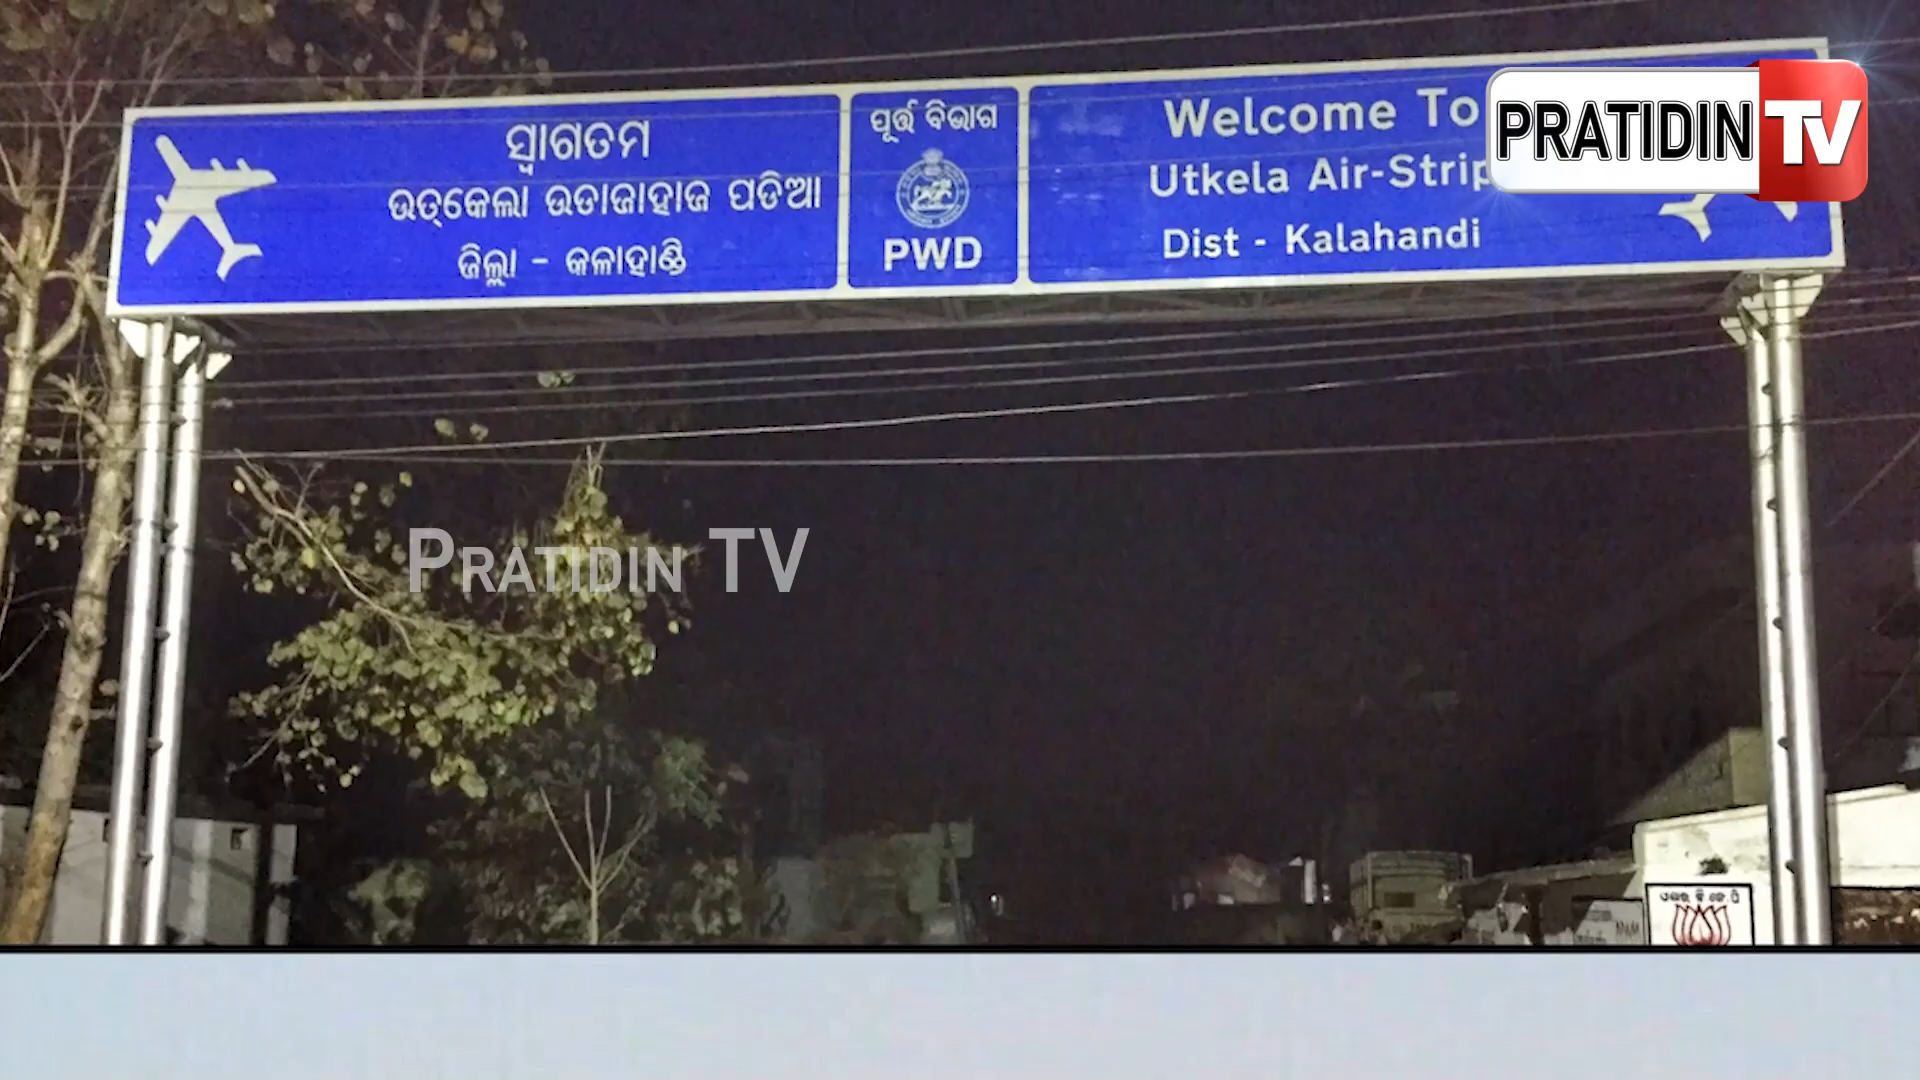 ସ୍ୱାଗତମ
ଉତ୍‌କେଲା ଉଡାଜାହାଜ ପଡିଆ
ଜିଲ୍ଲା - କଳାହାଣ୍ଡି
ପୂର୍ତ୍ତ ବିଭାଗ
PWD
Welcome To
Utkela Air-Strip
Dist - Kalahandi
PRATIDIN TV
PRATIDIN TV
ବି.ଜେ.ପି